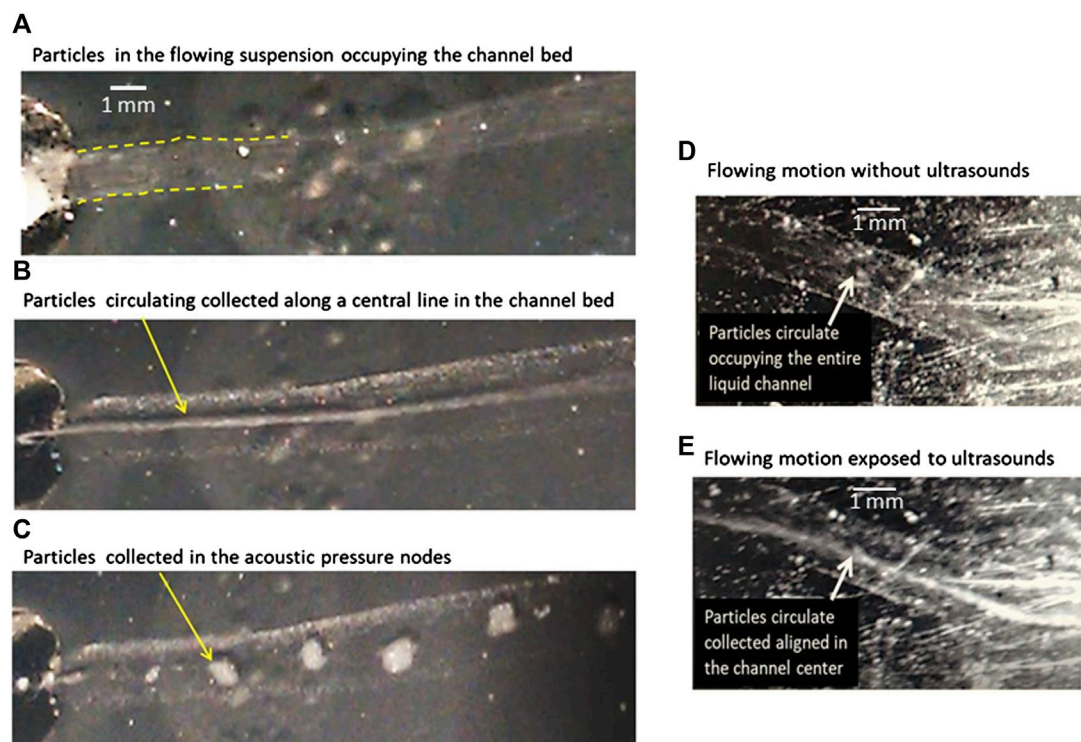 A
Particles in the flowing suspension occupying the channel bed
1 mm
B
Particles circulating collected along a central line in the channel bed
C
Particles collected in the acoustic pressure nodes
D
Flowing motion without ultrasounds
1 mm
Particles circulate
occupying the entire
liquid channel
E
Flowing motion exposed to ultrasounds
1 mm
Particles circulate
collected aligned in
the channel center